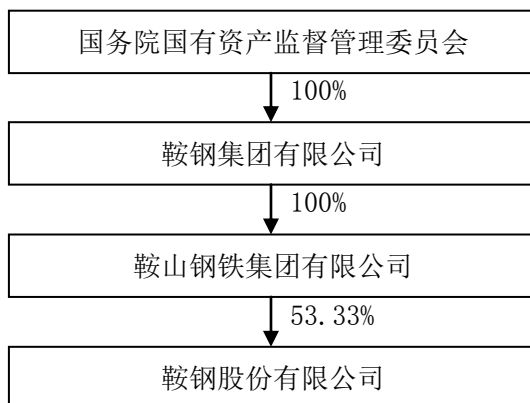 国务院国有资产监督管理委员会
100%
鞍钢集团有限公司
100%
鞍山钢铁集团有限公司
53.33%
鞍钢股份有限公司